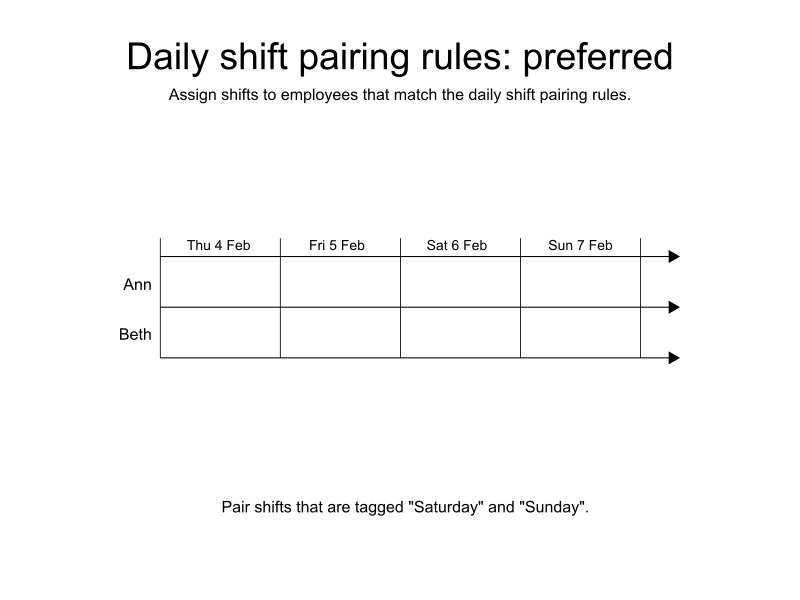 Daily shift pairing rules: preferred
Assign shifts to employees that match the daily shift pairing rules.
Thu 4 Feb Fri 5 Feb Sat 6 Feb Sun 7 Feb
Ann
Beth
Pair shifts that are tagged "Saturday" and "Sunday".